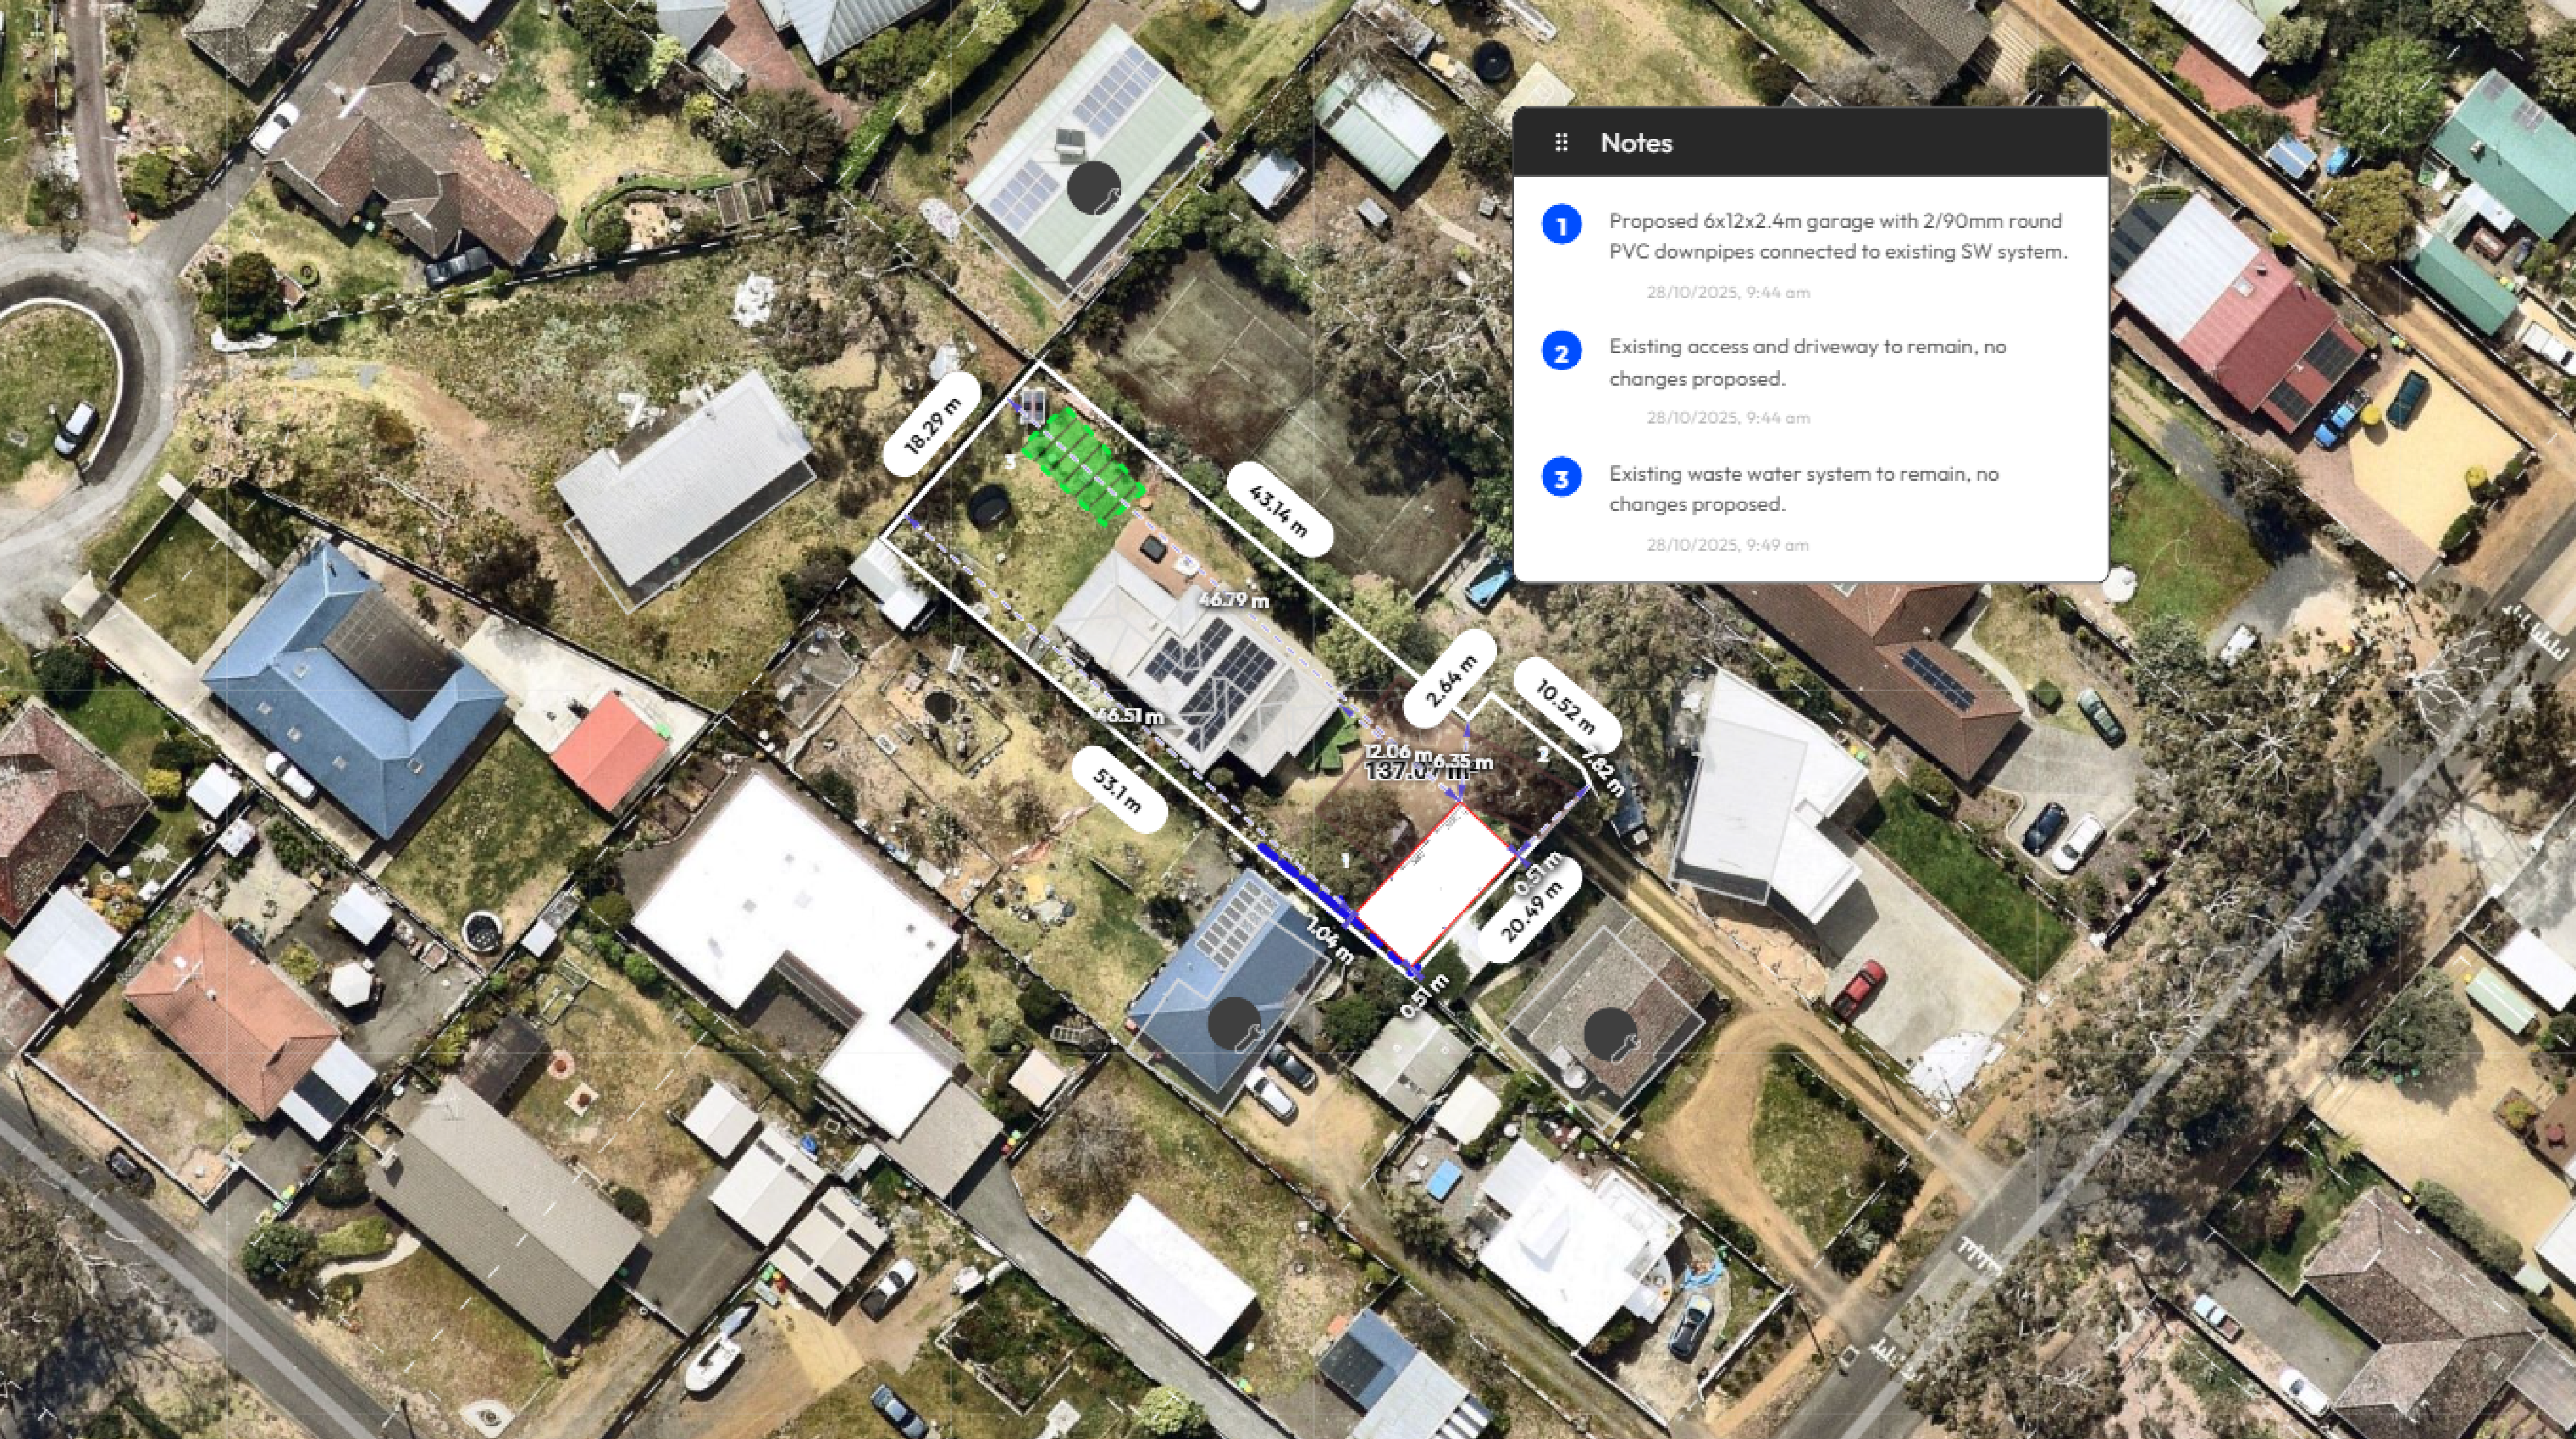 Notes
1
Proposed 6x12x2.4m garage with 2/90mm round
PVC downpipes connected to existing SW system.
28/10/2025, 9:44 am
2
Existing access and driveway to remain, no
changes proposed.
28/10/2025, 9:44 am
3
Existing waste water system to remain, no
changes proposed.
28/10/2025, 9:49 am
18.29 m
3
43.14 m
46.79 m
2.64 m
10.52 m
46.51 m
12.06 m
6.35 m
2
7.82 m
53.1 m
1
0.51 m
20.49 m
1.04 m
0.51 m